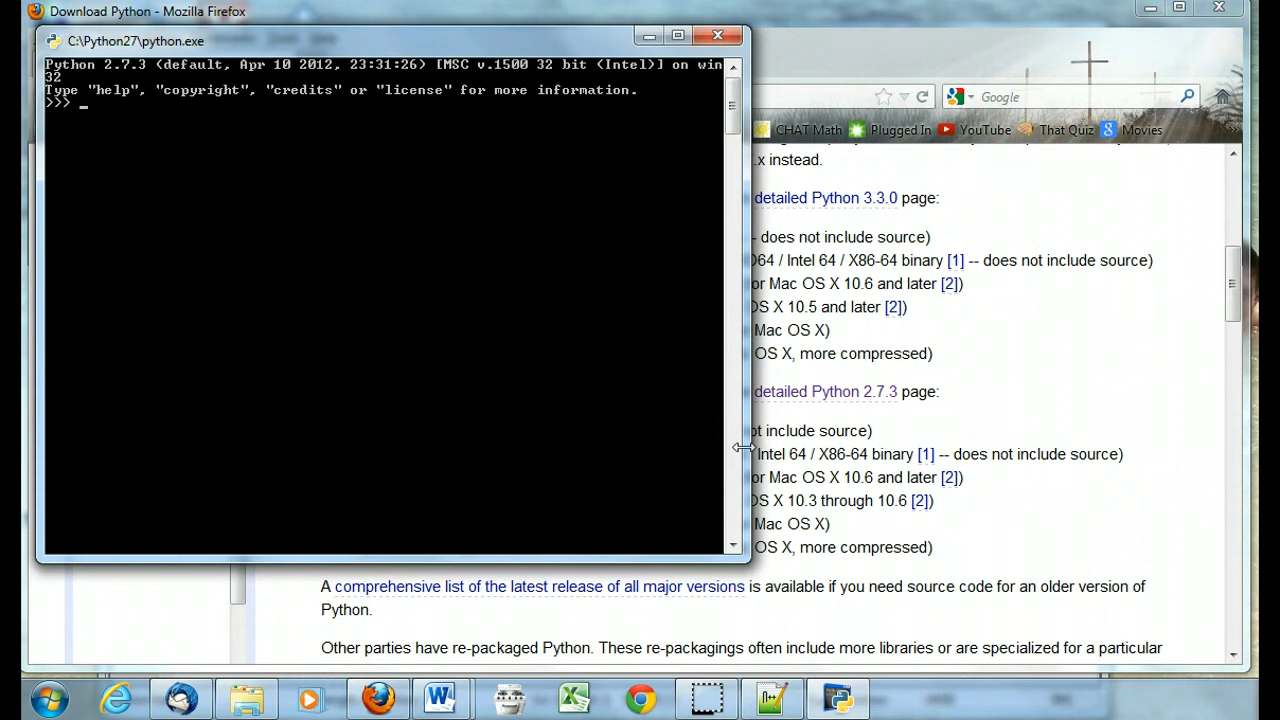 Download Python - Mozilla Firefox
C:\Python27\python.exe
Python 2.7.3 (default, Apr 10 2012, 23:31:26) [MSC v.1500 32 bit (Intel)] on win
32
Type "help", "copyright", "credits" or "license" for more information.
>>> _
Google
CHAT Math Plugged In YouTube That Quiz Movies
.x instead.
detailed Python 3.3.0 page:
- does not include source)
64 / Intel 64 / X86-64 binary [1] -- does not include source)
or Mac OS X 10.6 and later [2])
OS X 10.5 and later [2])
Mac OS X)
OS X, more compressed)
detailed Python 2.7.3 page:
ot include source)
Intel 64 / X86-64 binary [1] -- does not include source)
or Mac OS X 10.6 and later [2])
OS X 10.3 through 10.6 [2])
Mac OS X)
OS X, more compressed)
A comprehensive list of the latest release of all major versions is available if you need source code for an older version of
Python.
Other parties have re-packaged Python. These re-packagings often include more libraries or are specialized for a particular